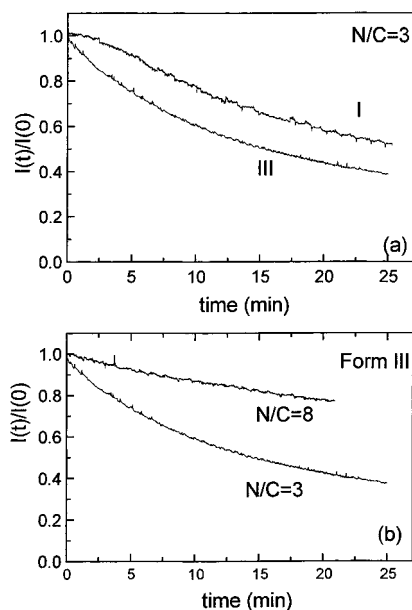 N/C=3
I(t)/I(0)
1.0
0.8
0.6
0.4
0.2
0.0
I
III
(a)
0 5 10 15 20 25
time (min)
Form III
I(t)/I(0)
1.0
0.8
0.6
0.4
0.2
0.0
N/C=8
N/C=3
(b)
0 5 10 15 20 25
time (min)